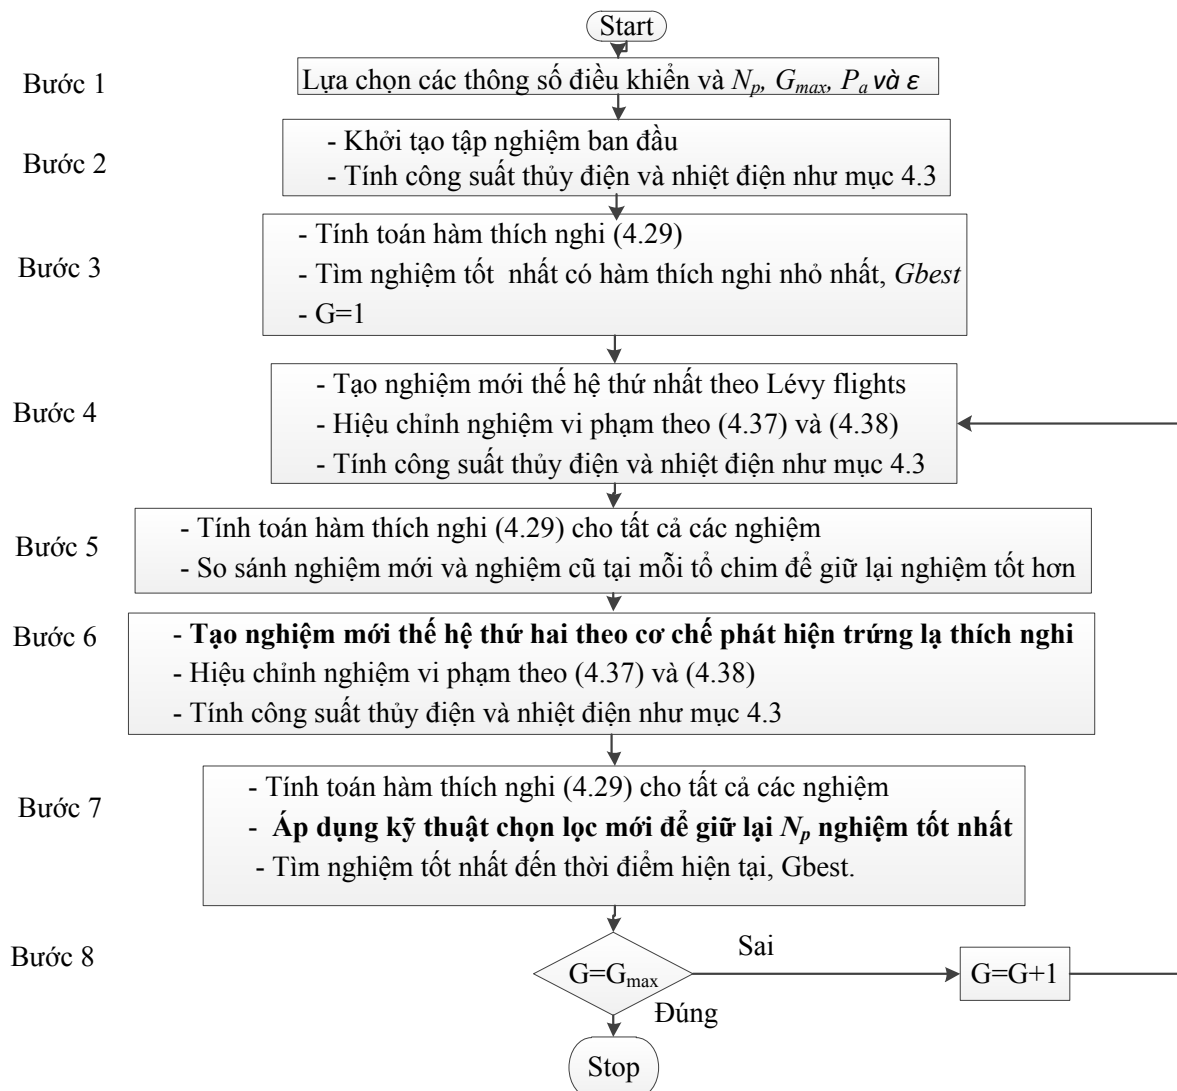 Start
Bước 1
Lựa chọn các thông số điều khiển và Np, Gmax, Pa và ε
Bước 2
- Khởi tạo tập nghiệm ban đầu
- Tính công suất thủy điện và nhiệt điện như mục 4.3
Bước 3
- Tính toán hàm thích nghi (4.29)
- Tìm nghiệm tốt nhất có hàm thích nghi nhỏ nhất, Gbest
- G=1
Bước 4
- Tạo nghiệm mới thế hệ thứ nhất theo Lévy flights
- Hiệu chỉnh nghiệm vi phạm theo (4.37) và (4.38)
- Tính công suất thủy điện và nhiệt điện như mục 4.3
Bước 5
- Tính toán hàm thích nghi (4.29) cho tất cả các nghiệm
- So sánh nghiệm mới và nghiệm cũ tại mỗi tổ chim để giữ lại nghiệm tốt hơn
Bước 6
- Tạo nghiệm mới thế hệ thứ hai theo cơ chế phát hiện trứng lạ thích nghi
- Hiệu chỉnh nghiệm vi phạm theo (4.37) và (4.38)
- Tính công suất thủy điện và nhiệt điện như mục 4.3
Bước 7
- Tính toán hàm thích nghi (4.29) cho tất cả các nghiệm
- Áp dụng kỹ thuật chọn lọc mới để giữ lại Np nghiệm tốt nhất
- Tìm nghiệm tốt nhất đến thời điểm hiện tại, Gbest.
Bước 8
G=Gmax
Sai
G=G+1
Đúng
Stop